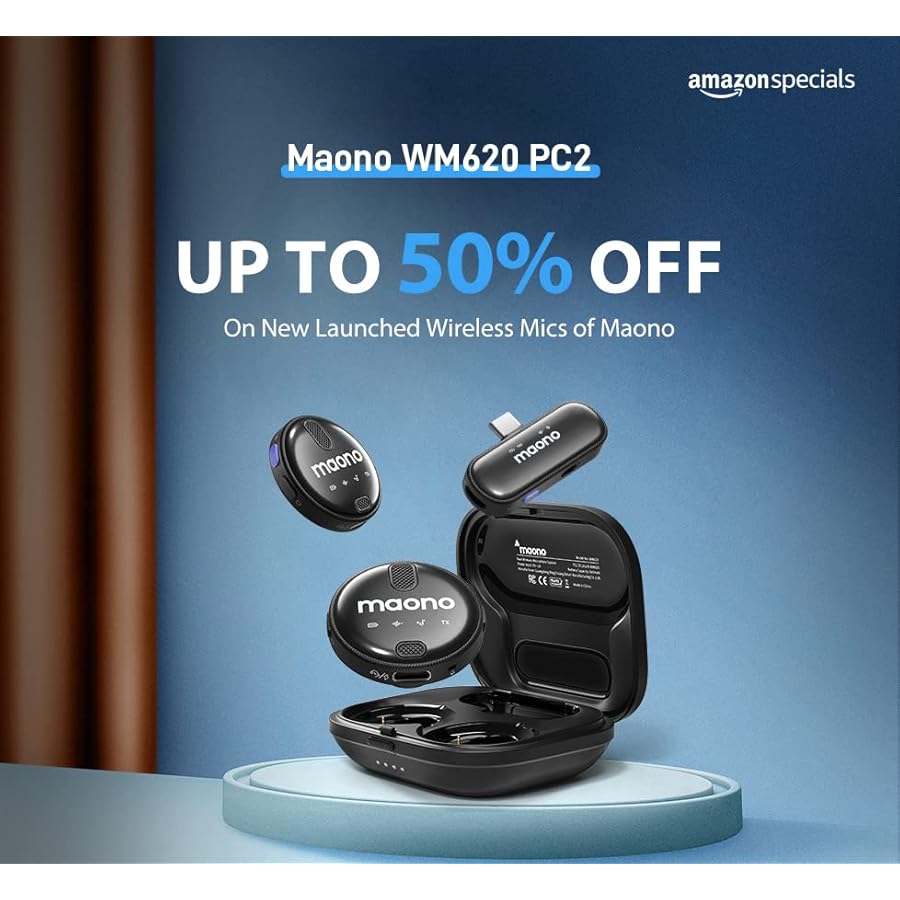 amazonspecials
Maono WM620 PC2
UP TO 50% OFF
On New Launched Wireless Mics of Maono
maono
maono
maono
maono
TX